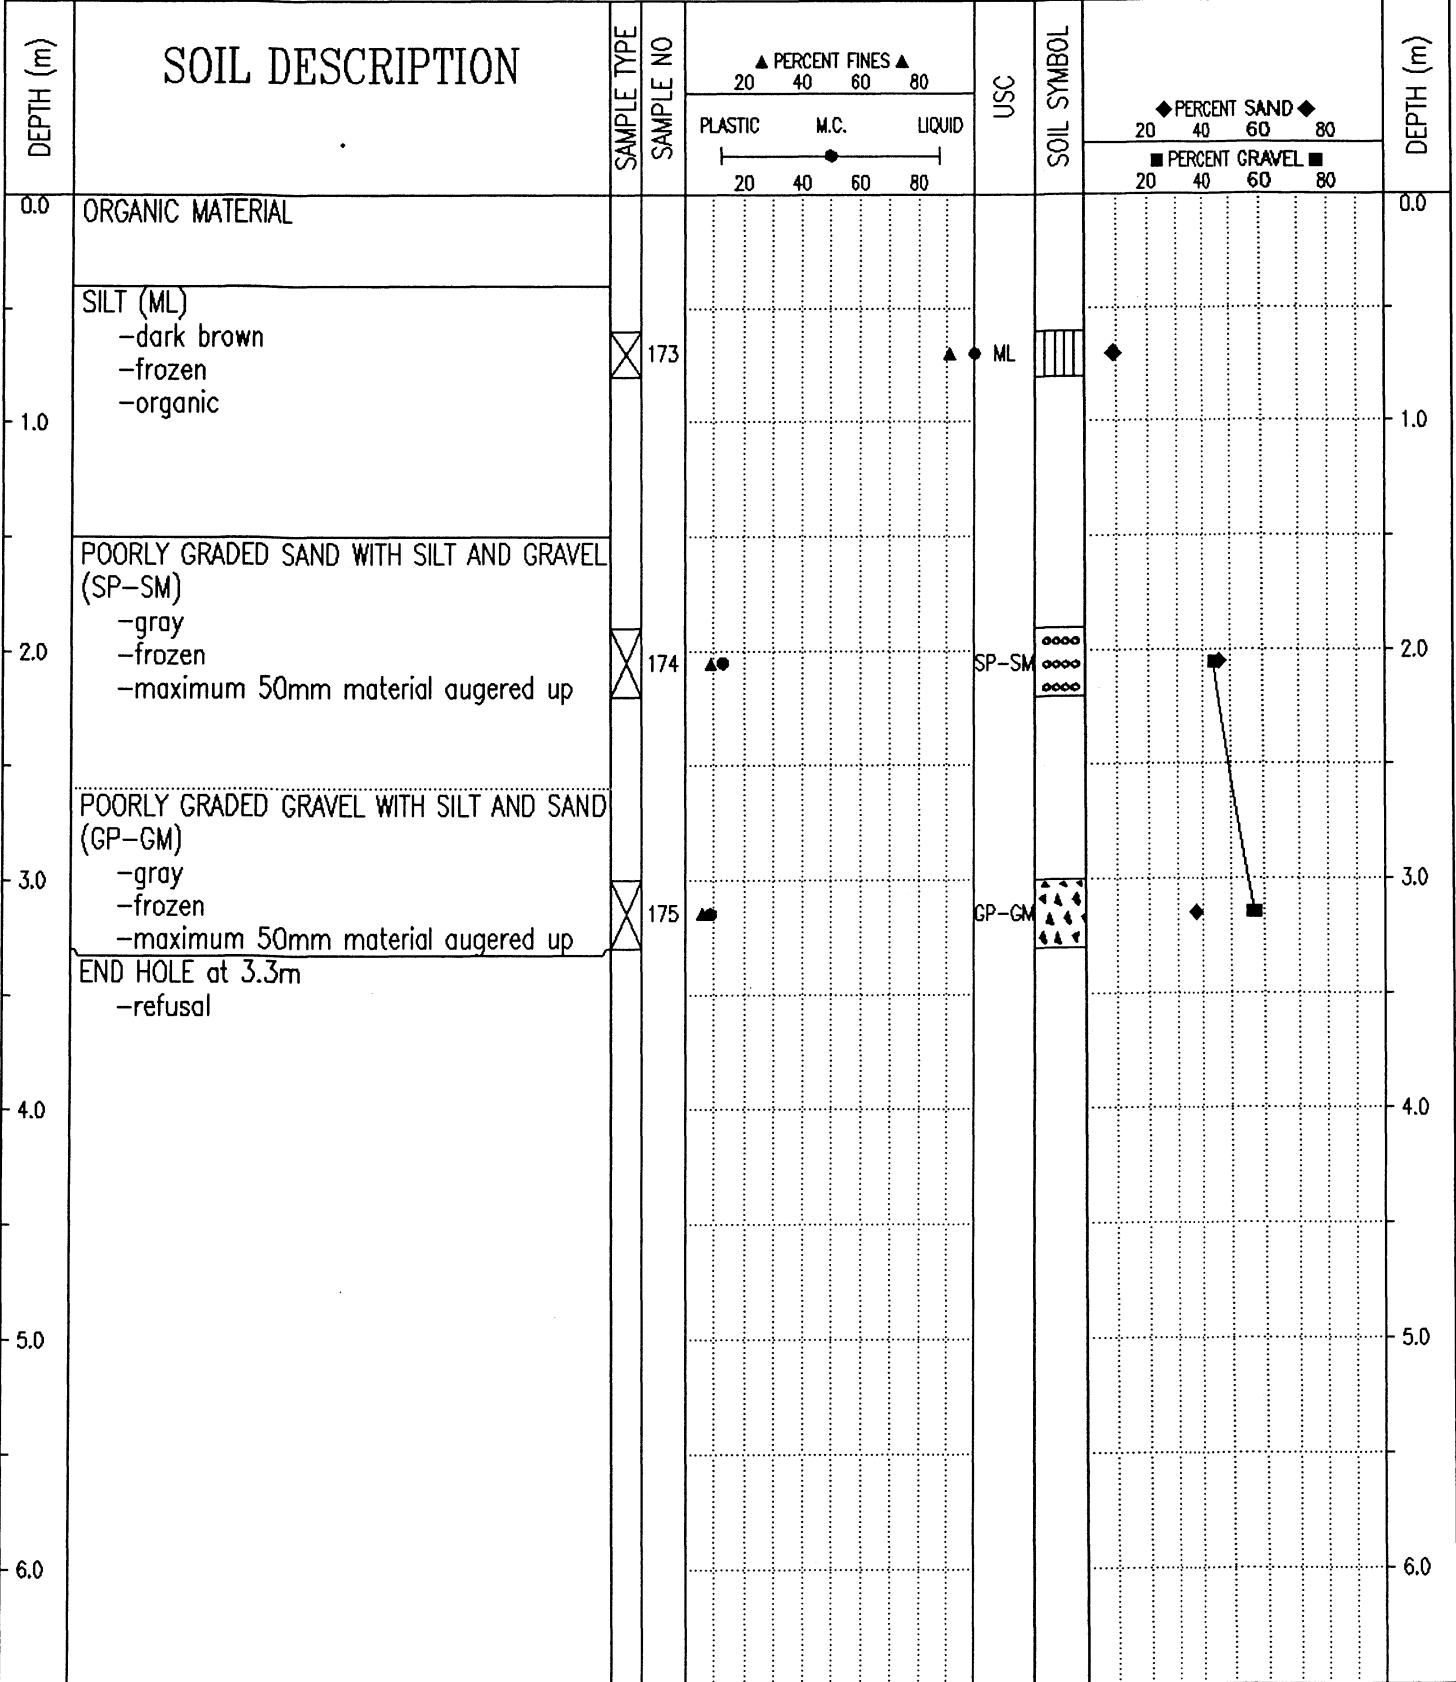 DEPTH (m)
SOIL DESCRIPTION
SAMPLE TYPE
SAMPLE NO
▲ PERCENT FINES ▲
20 40 60 80
PLASTIC M.C. LIQUID
20 40 60 80
USC
SOIL SYMBOL
◆ PERCENT SAND ◆
20 40 60 80
■ PERCENT GRAVEL ■
20 40 60 80
DEPTH (m)
0.0 ORGANIC MATERIAL 0.0
SILT (ML)
-dark brown
173 ML
-frozen
-organic
1.0 1.0
POORLY GRADED SAND WITH SILT AND GRAVEL
(SP-SM)
-gray
2.0 -frozen 174 SP-SM 2.0
-maximum 50mm material augered up
POORLY GRADED GRAVEL WITH SILT AND SAND
(GP-GM)
3.0 -gray 3.0
-frozen 175 GP-GM
-maximum 50mm material augered up
END HOLE at 3.3m
-refusal
4.0 4.0
5.0 5.0
6.0 6.0